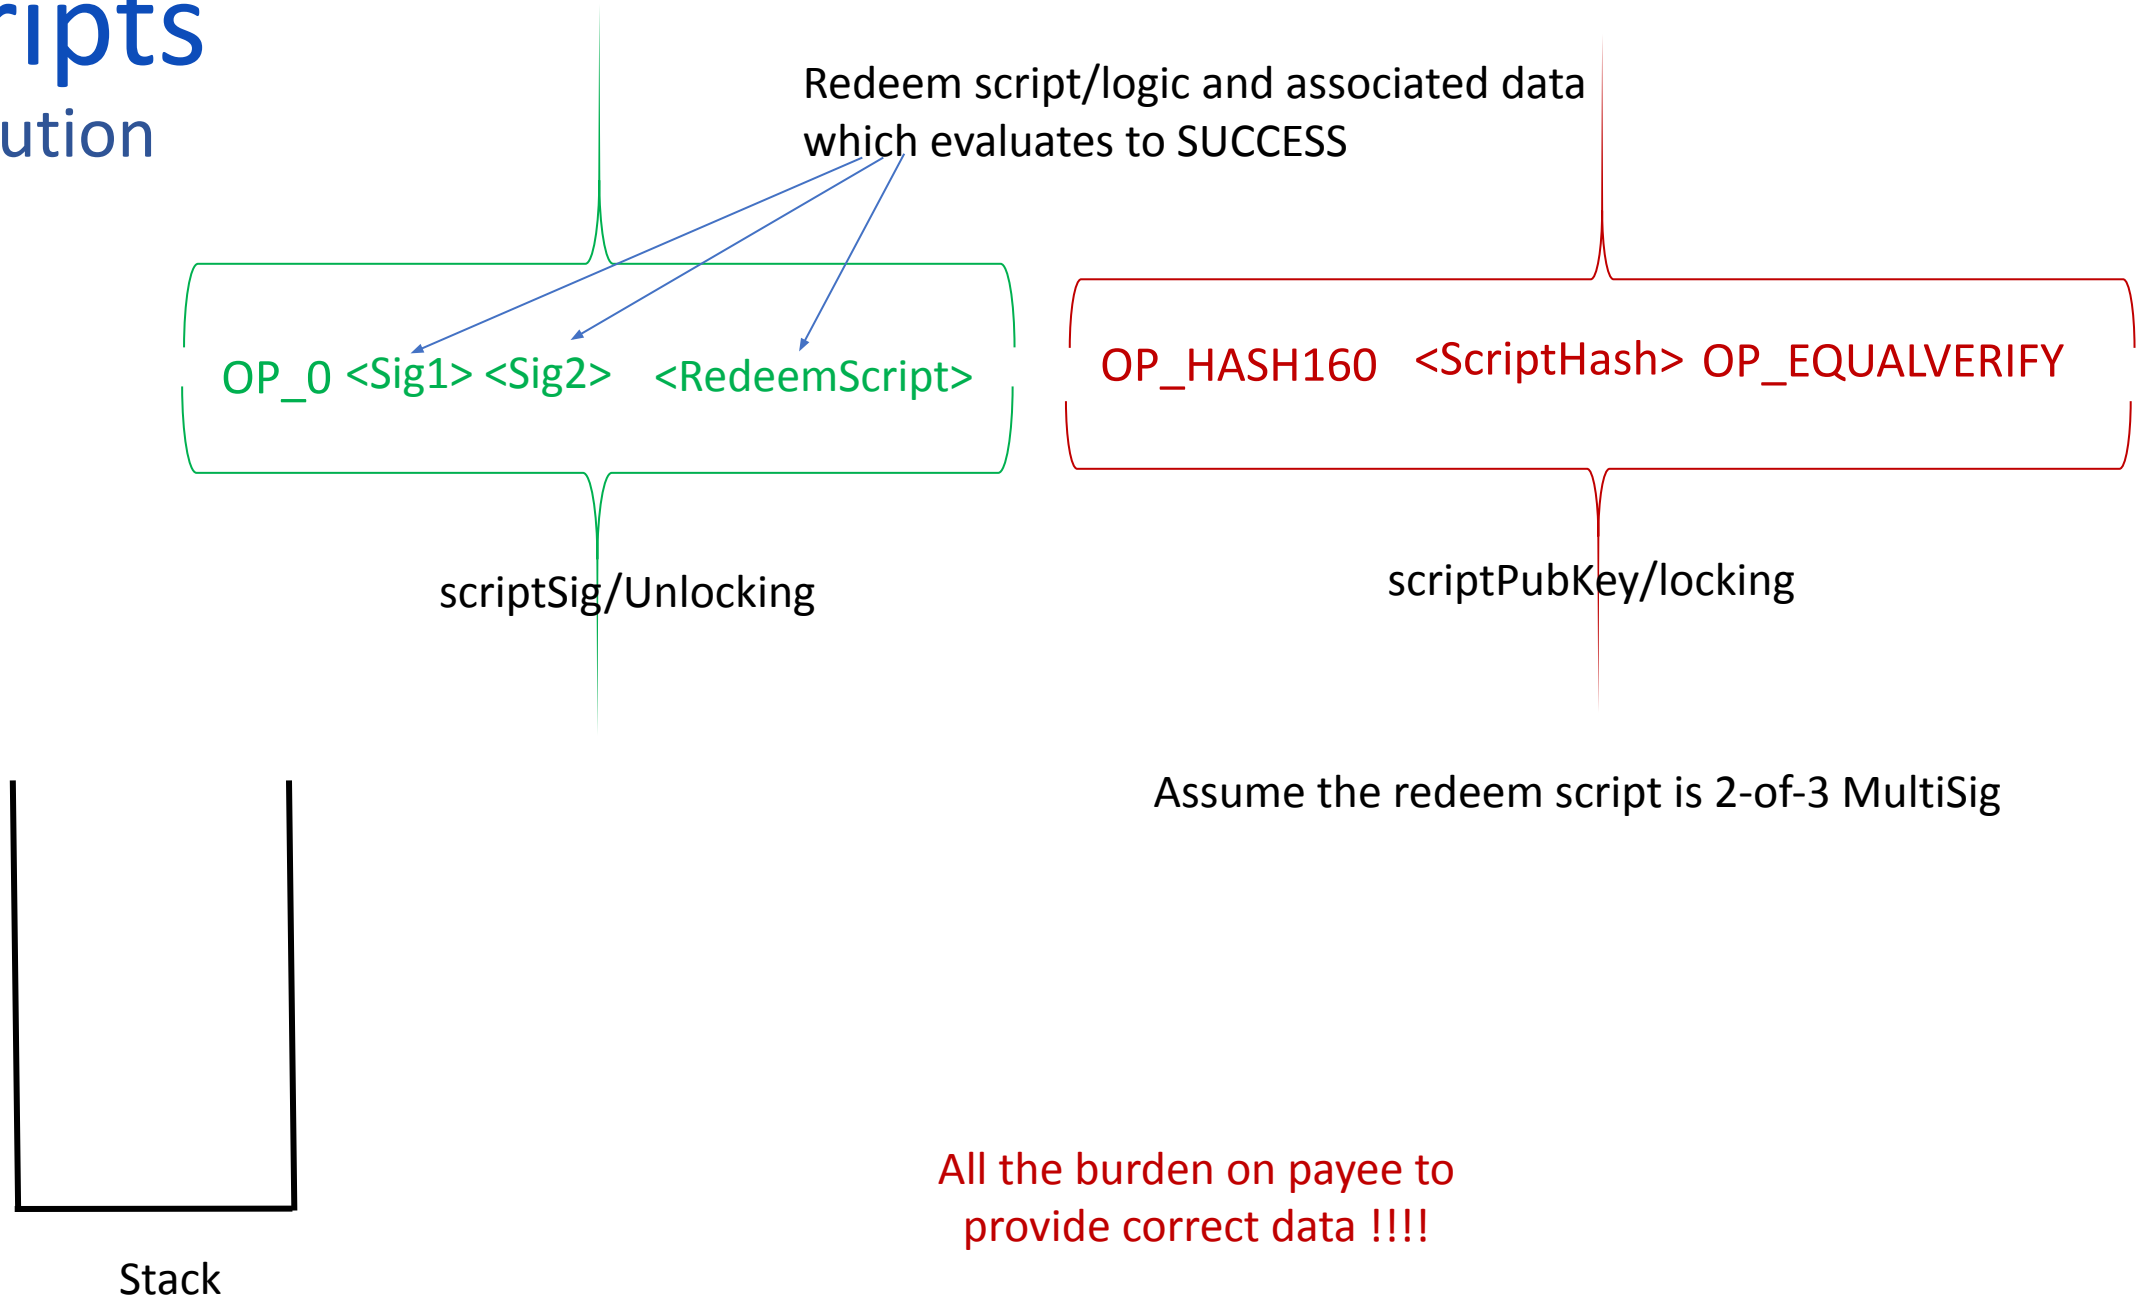 ripts
ution
Redeem script/logic and associated data
which evaluates to SUCCESS
OP_0 <Sig1> <Sig2> <RedeemScript>
OP_HASH160 <ScriptHash> OP_EQUALVERIFY
scriptSig/Unlocking
scriptPubKey/locking
Assume the redeem script is 2-of-3 MultiSig
All the burden on payee to
provide correct data !!!!
Stack